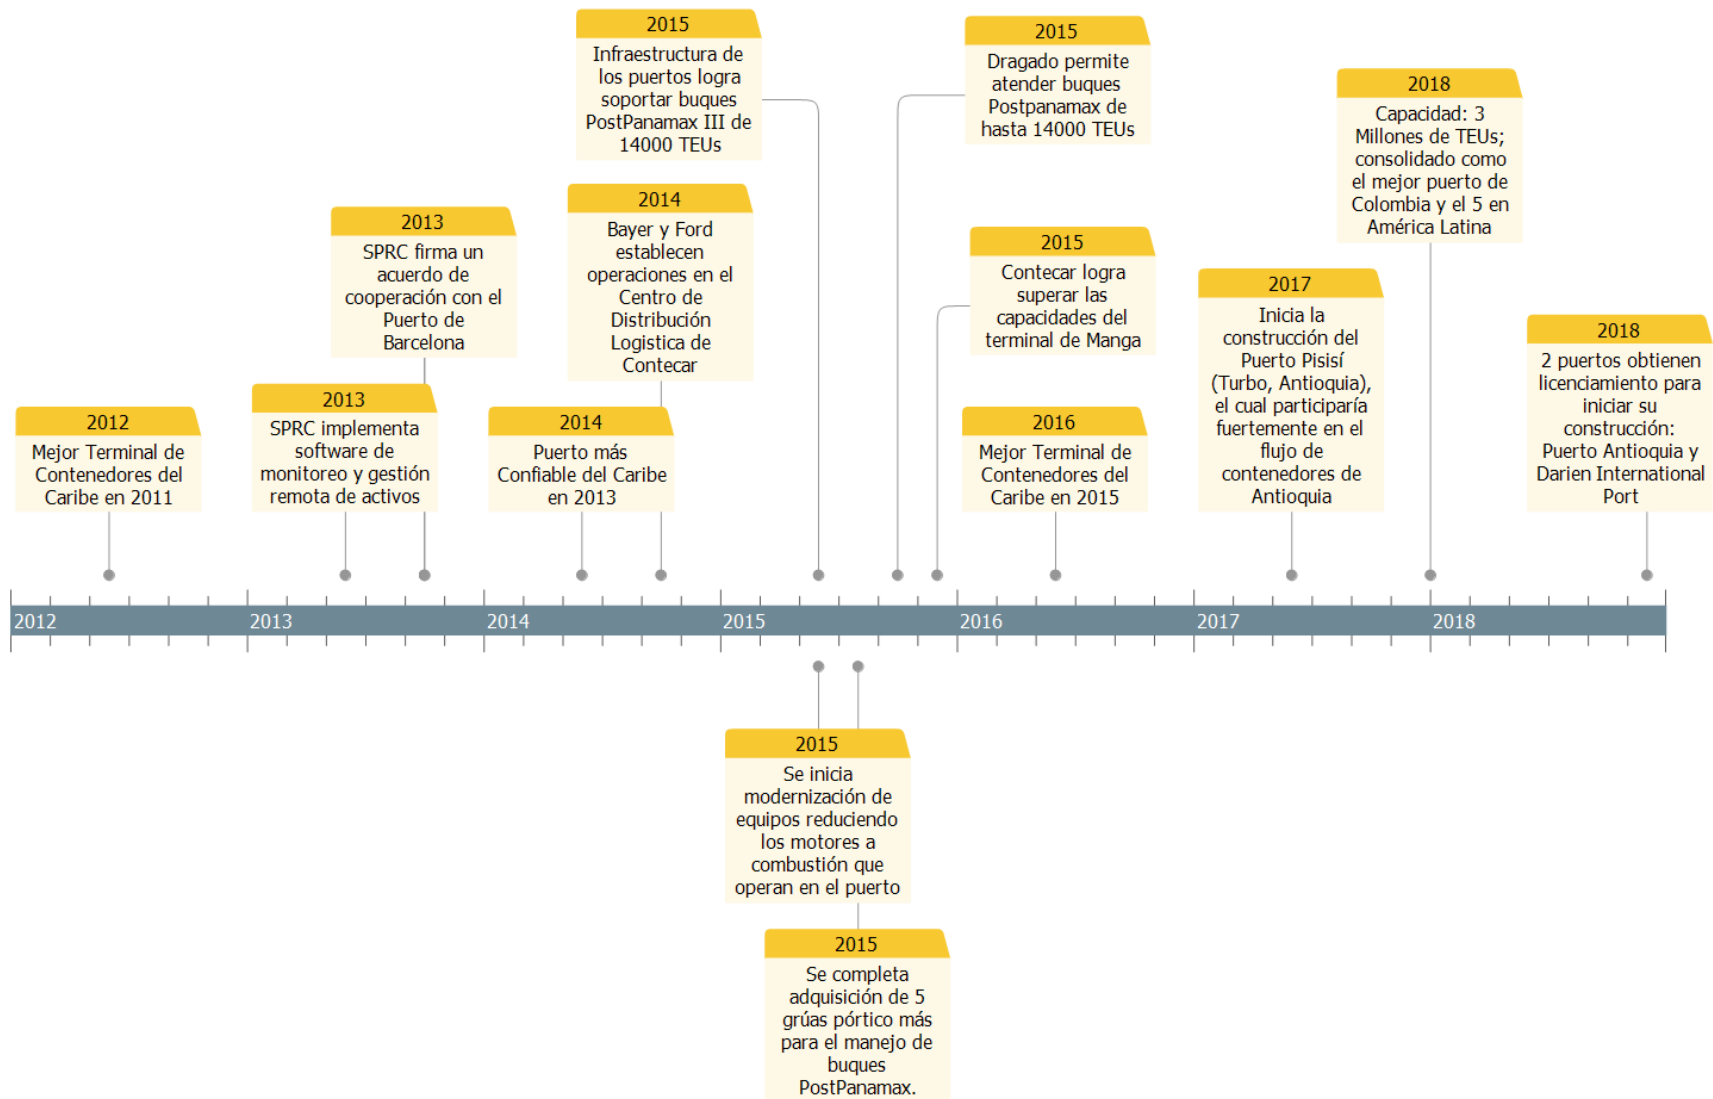 2015
Infraestructura de
los puertos logra
soportar buques
PostPanamax III de
14000 TEUs
2015
Dragado permite
atender buques
Postpanamax de
hasta 14000 TEUs
2018
Capacidad: 3
Millones de TEUs;
consolidado como
el mejor puerto de
Colombia y el 5 en
América Latina
2013
SPRC firma un
acuerdo de
cooperación con el
Puerto de
Barcelona
2014
Bayer y Ford
establecen
operaciones en el
Centro de
Distribución
Logistica de
Contecar
2015
Contecar logra
superar las
capacidades del
terminal de Manga
2017
Inicia la
construcción del
Puerto Pisisí
(Turbo, Antioquia),
el cual participaría
fuertemente en el
flujo de
contenedores de
Antioquia
2018
2 puertos obtienen
licenciamiento para
iniciar su
construcción:
Puerto Antioquia y
Darien International
Port
2012
Mejor Terminal de
Contenedores del
Caribe en 2011
2013
SPRC implementa
software de
monitoreo y gestión
remota de activos
2014
Puerto más
Confiable del Caribe
en 2013
2016
Mejor Terminal de
Contenedores del
Caribe en 2015
2012 2013 2014 2015 2016 2017 2018
2015
Se inicia
modernización de
equipos reduciendo
los motores a
combustión que
operan en el puerto
2015
Se completa
adquisición de 5
grúas pórtico más
para el manejo de
buques
PostPanamax.